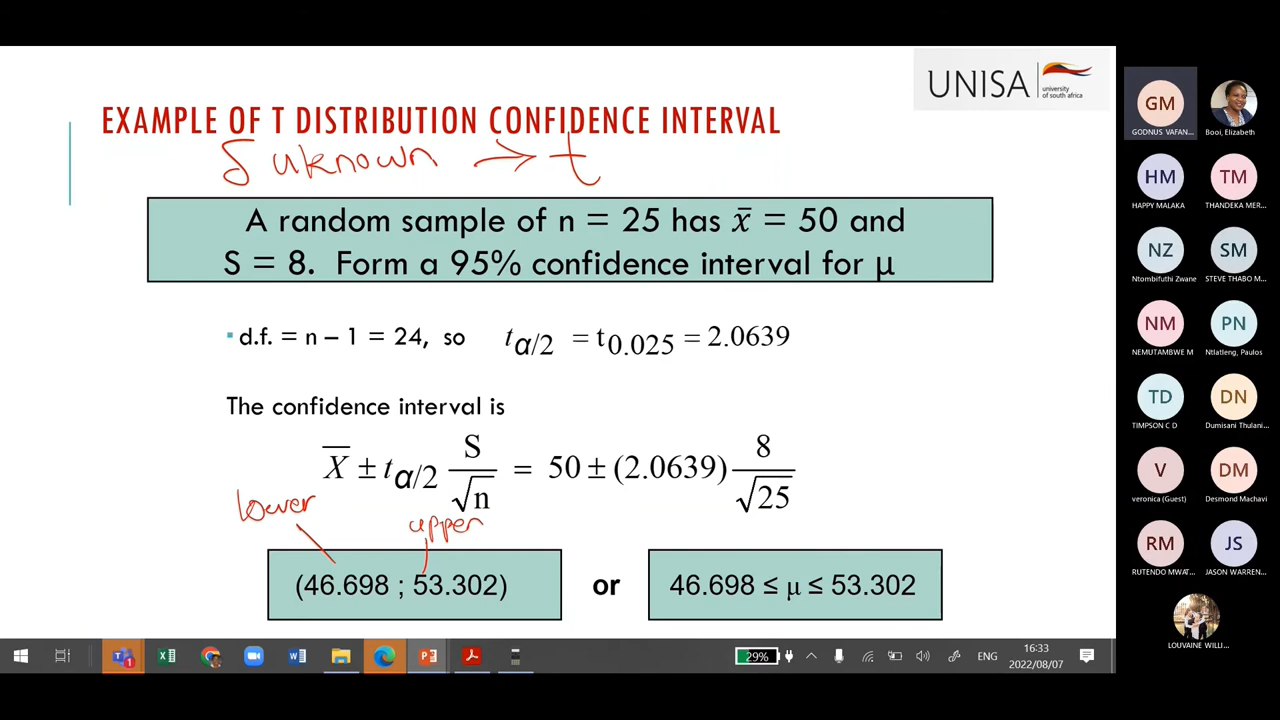 UNISA
university
of south africa
EXAMPLE OF T DISTRIBUTION CONFIDENCE INTERVAL
δ uknown → t
A random sample of n = 25 has x̄ = 50 and
S = 8. Form a 95% confidence interval for μ
▪ d.f. = n – 1 = 24, so tα/2 = t0.025 = 2.0639
The confidence interval is
X̄ ± tα/2 S/√n = 50 ± (2.0639) 8/√25
lower
upper
(46.698 ; 53.302) or 46.698 ≤ μ ≤ 53.302
GM
GODNUS VAFAN...
Booi, Elizabeth
HM
HAPPY MALAKA
TM
THANDEKA MER...
NZ
Ntombifuthi Zwane
SM
STEVE THABO M...
NM
NEMUTAMBWE M
PN
Ntlatleng, Paulos
TD
TIMPSON C D
DN
Dumisani Thulani...
V
veronica (Guest)
DM
Desmond Machavi
RM
RUTENDO MWAT...
JS
JASON WARREN...
LOUVAINE WILLI...
29%
ENG
16:33
2022/08/07